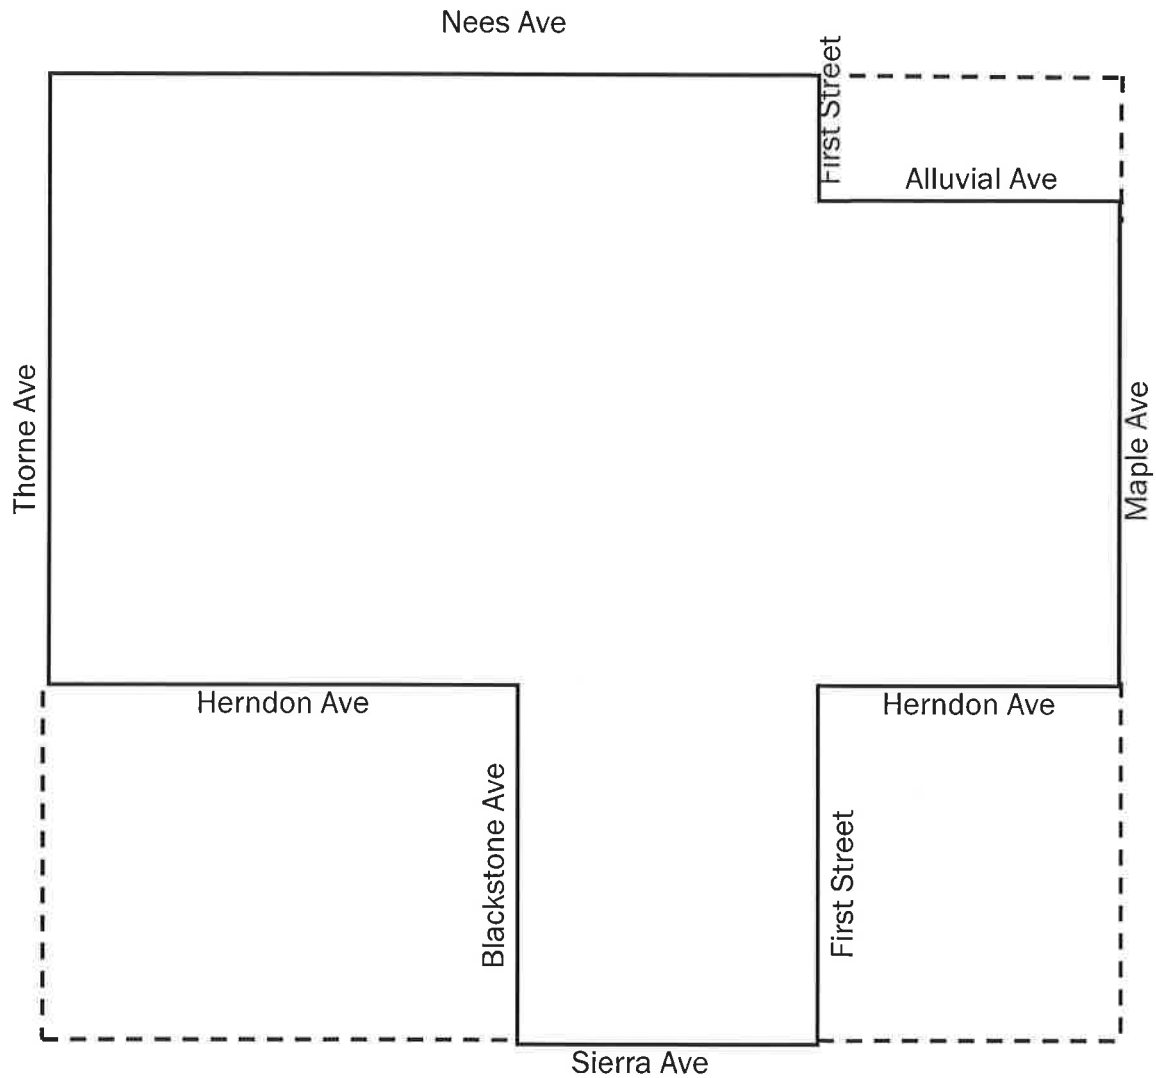 Nees Ave
First Street
Alluvial Ave
Thorne Ave
Maple Ave
Herndon Ave
Herndon Ave
Blackstone Ave
First Street
Sierra Ave